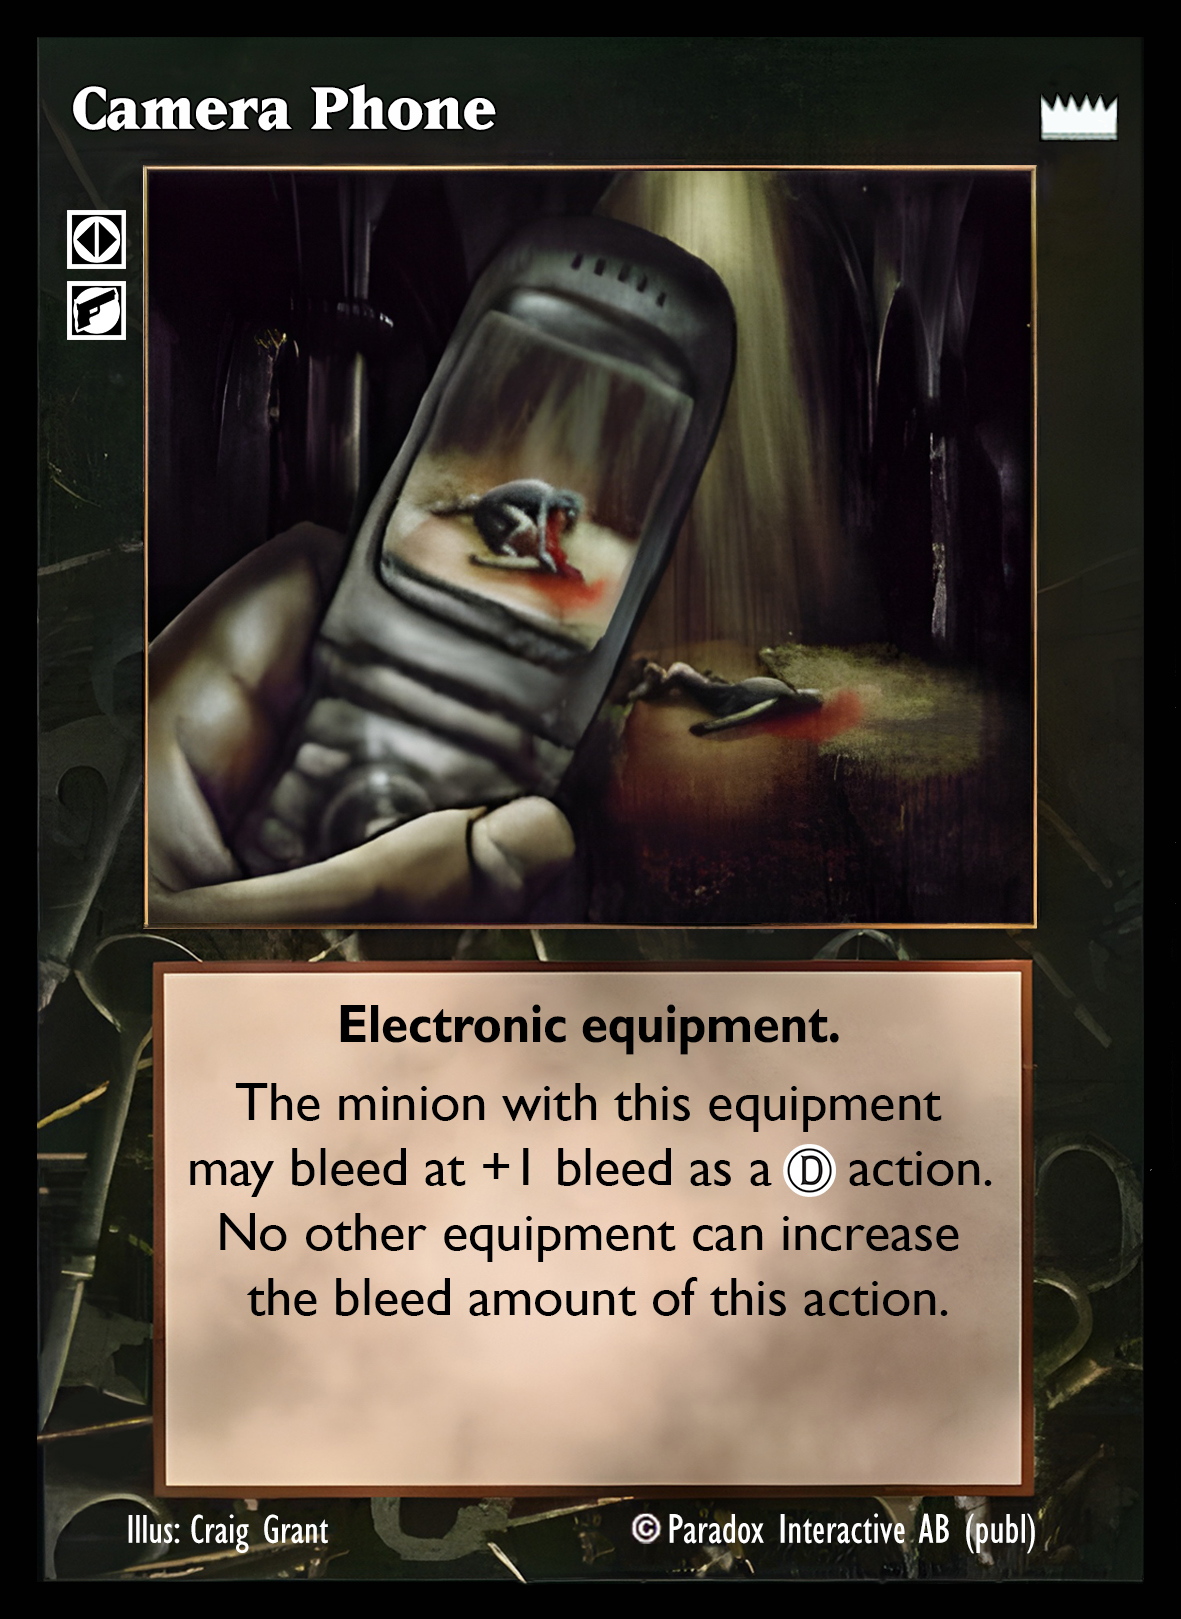 Camera Phone
Electronic equipment.
The minion with this equipment
may bleed at +1 bleed as a Ⓓ action.
No other equipment can increase
the bleed amount of this action.
Illus: Craig Grant
© Paradox Interactive AB (publ)